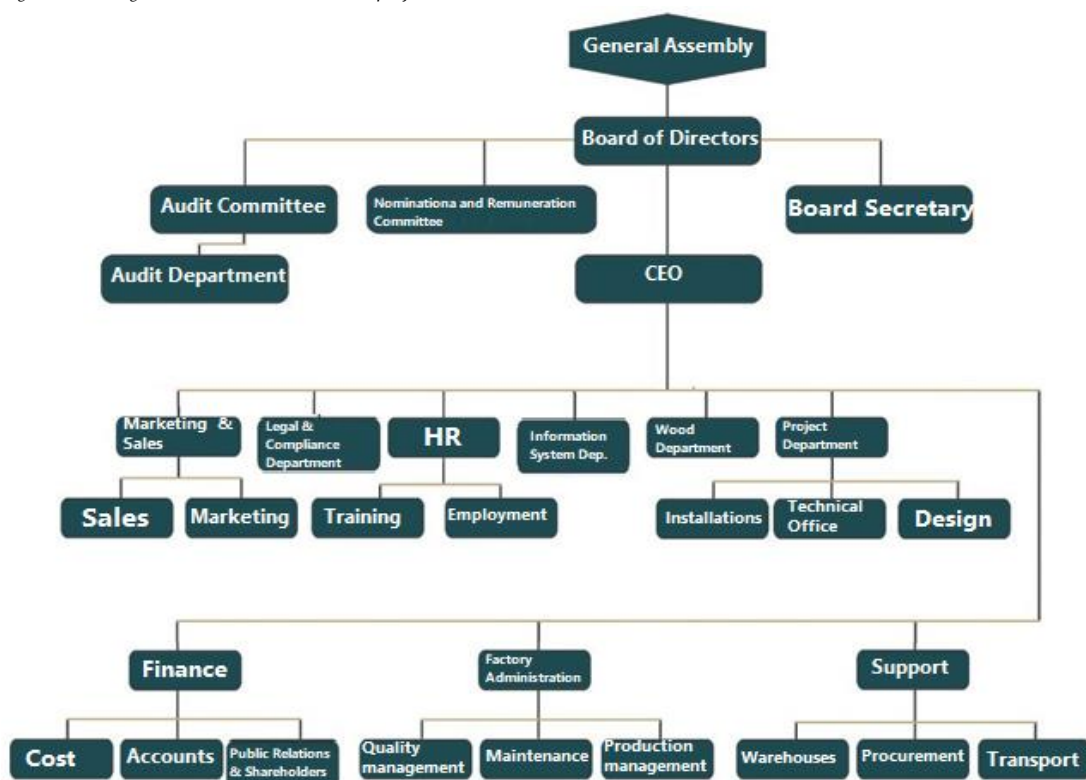 General Assembly
Board of Directors
Audit Committee
Nominationa and Remuneration
Committee
Board Secretary
Audit Department
CEO
Marketing & 
Sales
Legal &
Compliance
Department
HR
Information
System Dep.
Wood
Department
Project
Department
Sales
Marketing
Training
Employment
Installations
Technical
Office
Design
Finance
Factory
Administration
Support
Cost
Accounts
Public Relations
& Shareholders
Quality
management
Maintenance
Production
management
Warehouses
Procurement
Transport